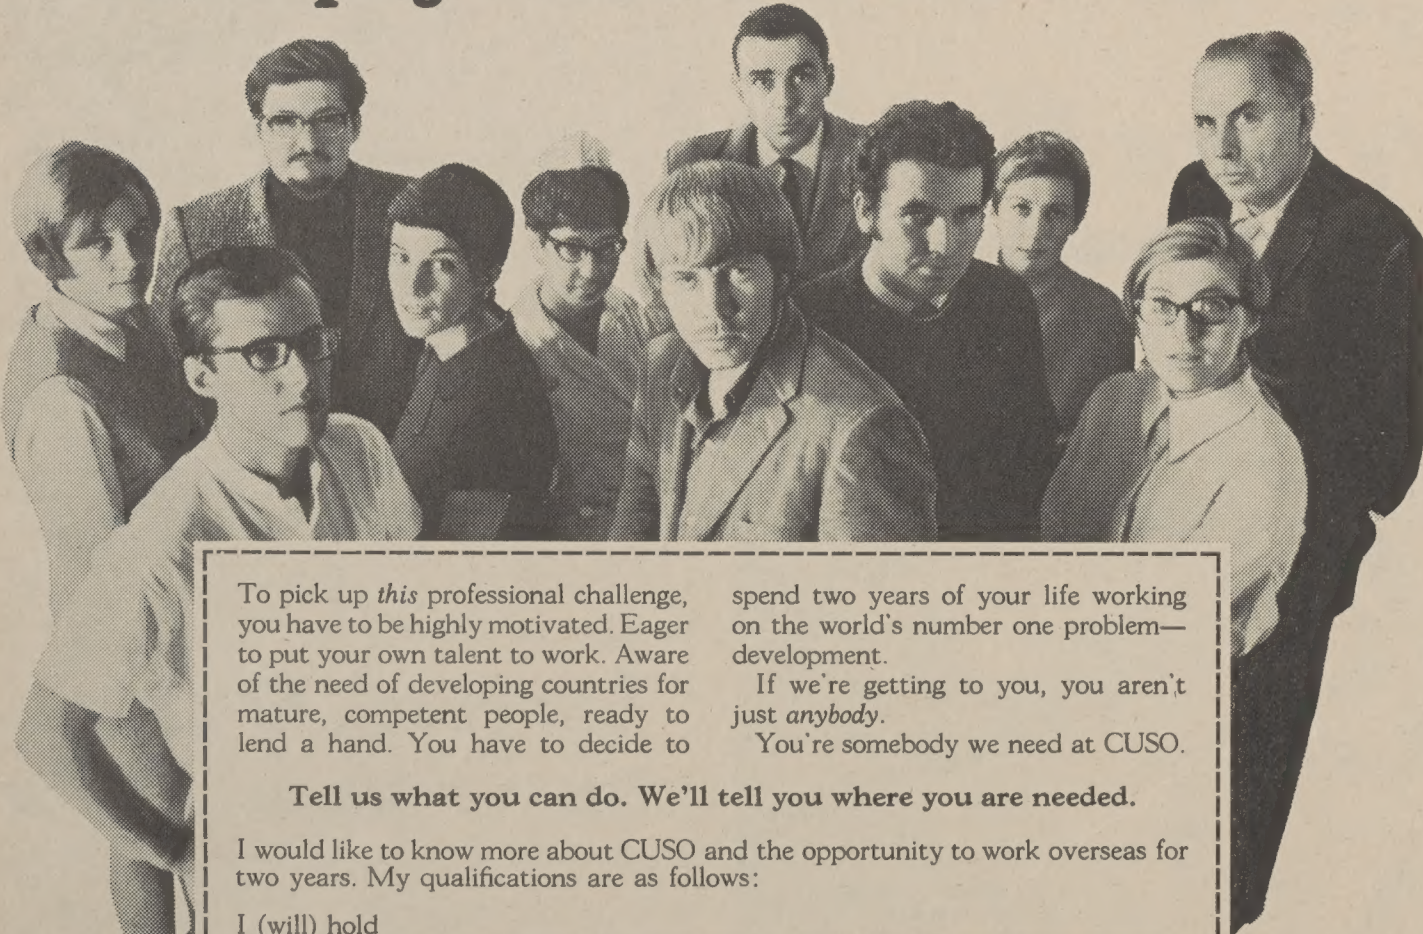 To pick up this professional challenge,
you have to be highly motivated. Eager
to put your own talent to work. Aware
of the need of developing countries for
mature, competent people, ready to
lend a hand. You have to decide to
spend two years of your life working
on the world's number one problem—
development.
If we're getting to you, you aren't
just anybody.
You're somebody we need at CUSO.
Tell us what you can do. We'll tell you where you are needed.
I would like to know more about CUSO and the opportunity to work overseas for
two years. My qualifications are as follows:
I (will) hold